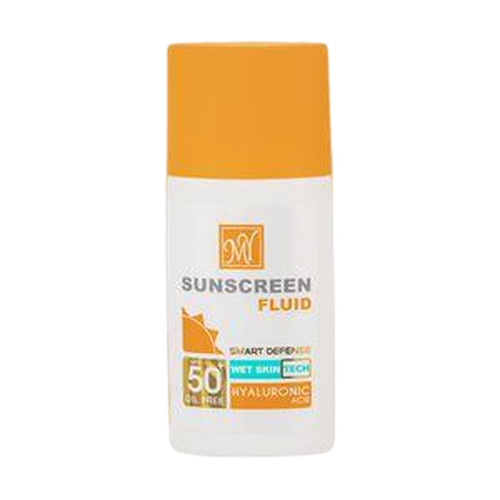 MY
SUNSCREEN
FLUID
SMART DEFENSE
WET SKIN TECH
50+
OIL FREE
HYALURONIC
ACID